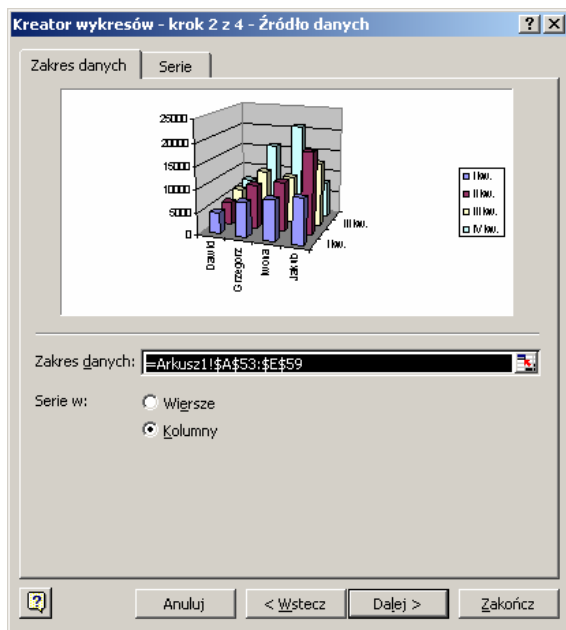 Kreator wykresów - krok 2 z 4 - Źródło danych
Zakres danych
Serie
25000
20000
15000
10000
5000
0
Dawid
Grzegorz
Iwona
Jakub
I kw.
III kw.
I kw.
II kw.
III kw.
IV kw.
Zakres danych: =Arkusz1!$A$53:$E$59
Serie w:
Wiersze
Kolumny
Anuluj
< Wstecz
Dalej >
Zakończ